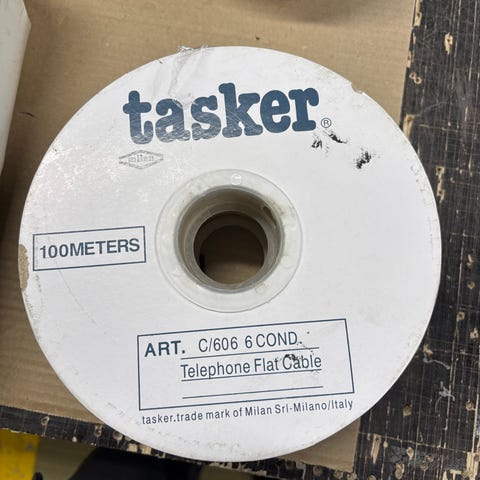 tasker®
milan
100METERS
ART. C/606 6 COND.
Telephone Flat Cable
tasker.trade mark of Milan Srl-Milano/Italy